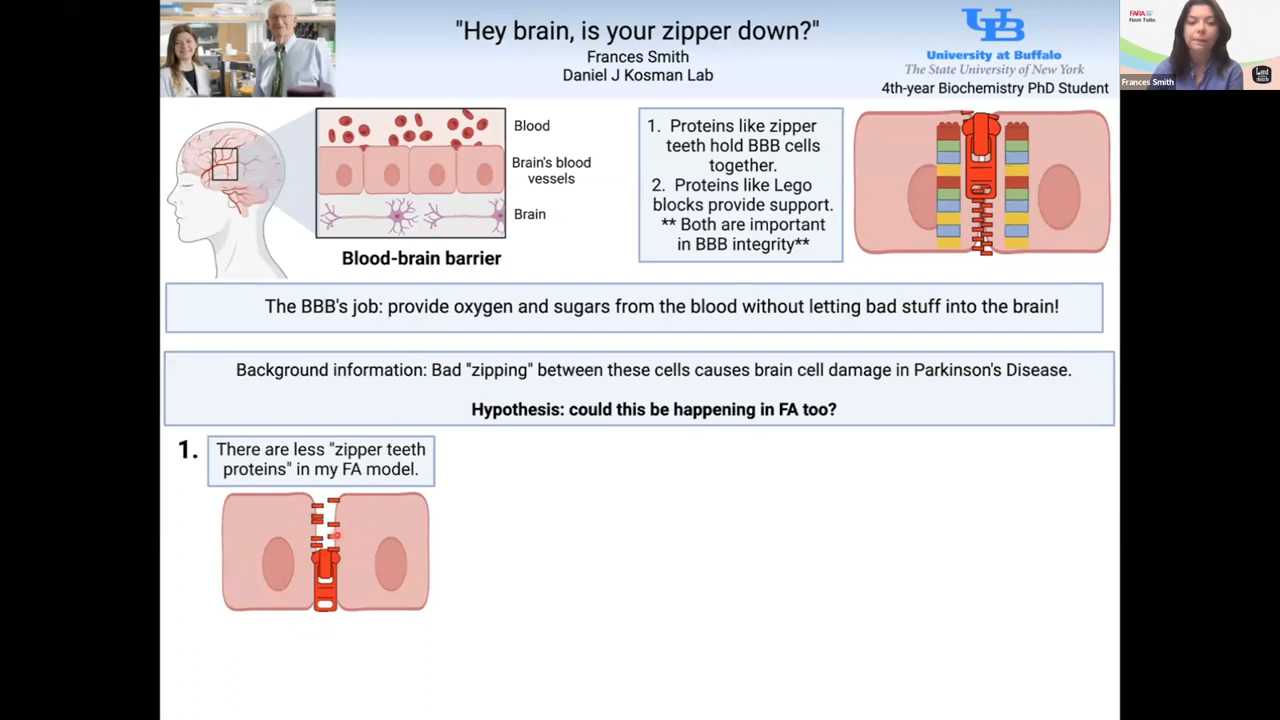 "Hey brain, is your zipper down?"
Frances Smith
Daniel J Kosman Lab
UB
University at Buffalo
The State University of New York
4th-year Biochemistry PhD Student
FARA
Flash Talks
Frances Smith
Blood
Brain's blood
vessels
Brain
Blood-brain barrier
1. Proteins like zipper
teeth hold BBB cells
together.
2. Proteins like Lego
blocks provide support.
** Both are important
in BBB integrity**
The BBB's job: provide oxygen and sugars from the blood without letting bad stuff into the brain!
Background information: Bad "zipping" between these cells causes brain cell damage in Parkinson's Disease.
Hypothesis: could this be happening in FA too?
1.
There are less "zipper teeth
proteins" in my FA model.